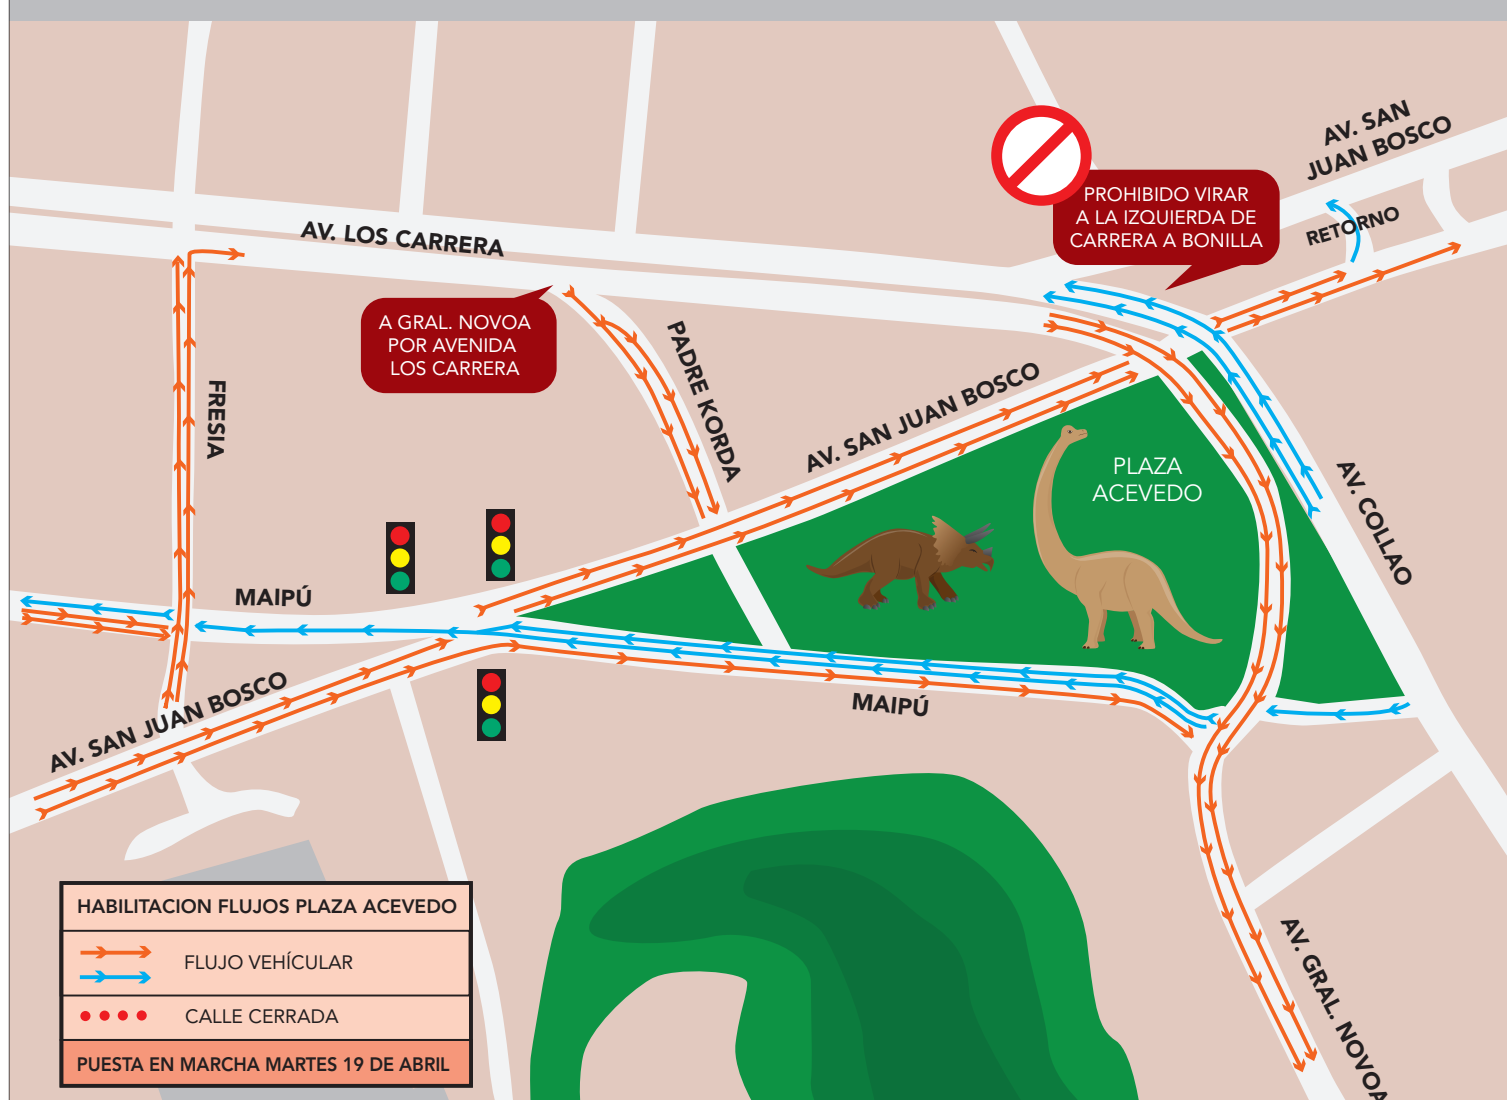 AV. SAN
JUAN BOSCO
PROHIBIDO VIRAR
A LA IZQUIERDA DE
CARRERA A BONILLA
RETORNO
AV. LOS CARRERA
A GRAL. NOVOA
POR AVENIDA
LOS CARRERA
PADRE KORDA
FRESIA
AV. SAN JUAN BOSCO
PLAZA
ACEVEDO
AV. COLLAO
MAIPÚ
AV. SAN JUAN BOSCO
MAIPÚ
AV. GRAL. NOVOA
HABILITACION FLUJOS PLAZA ACEVEDO
FLUJO VEHÍCULAR
CALLE CERRADA
PUESTA EN MARCHA MARTES 19 DE ABRIL